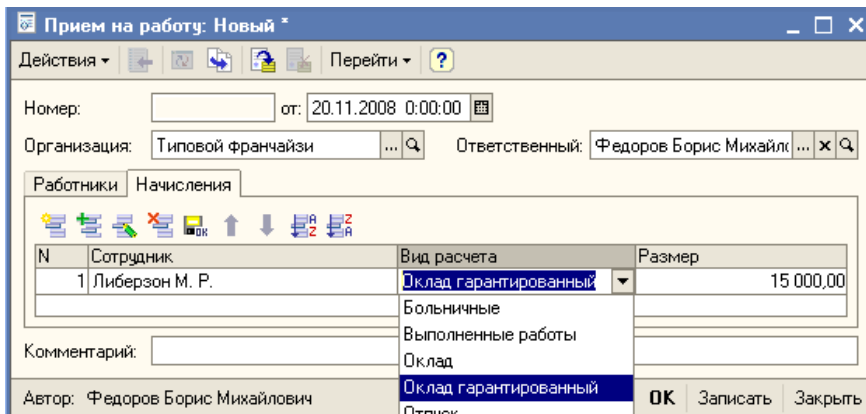 Прием на работу: Новый *
Действия Перейти ?
Номер: от: 20.11.2008 0:00:00
Организация: Типовой франчайзи ... Ответственный: Федоров Борис Михайл ... x
Работники Начисления
N Сотрудник Вид расчета Размер
1 Либерзон М. Р. Оклад гарантированный 15 000,00
Больничные
Выполненные работы
Комментарий:
Оклад
Оклад гарантированный
Автор: Федоров Борис Михайлович OK Записать Закрыть
Отпуск